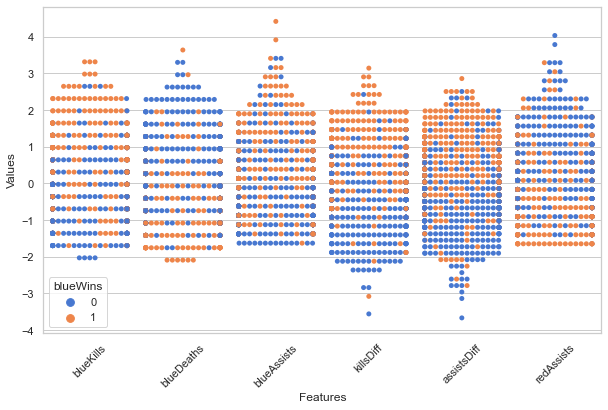 4
3
2
1
0
−1
−2
−3
−4
Values
blueWins
0
1
blueKills
blueDeaths
blueAssists
killsDiff
assistsDiff
redAssists
Features